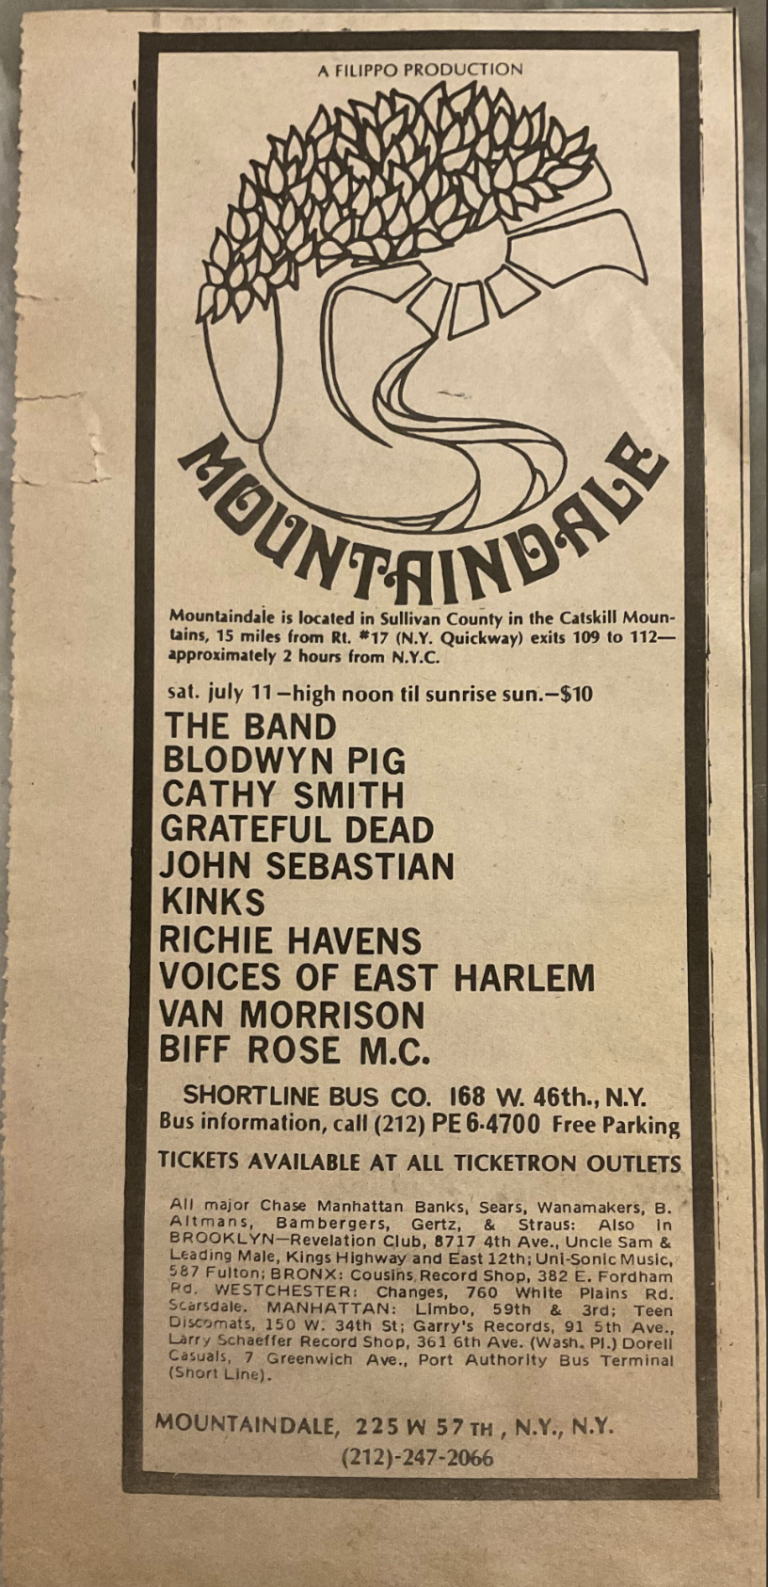 A FILIPPO PRODUCTION
MOUNTAINDALE
Mountaindale is located in Sullivan County in the Catskill Moun-
tains, 15 miles from Rt. #17 (N.Y. Quickway) exits 109 to 112—
approximately 2 hours from N.Y.C.
sat. july 11—high noon til sunrise sun.—$10
THE BAND
BLODWYN PIG
CATHY SMITH
GRATEFUL DEAD
JOHN SEBASTIAN
KINKS
RICHIE HAVENS
VOICES OF EAST HARLEM
VAN MORRISON
BIFF ROSE M.C.
SHORTLINE BUS CO. 168 W. 46th., N.Y.
Bus information, call (212) PE 6-4700 Free Parking
TICKETS AVAILABLE AT ALL TICKETRON OUTLETS
All major Chase Manhattan Banks, Sears, Wanamakers, B.
Altmans, Bambergers, Gertz, & Straus: Also in
BROOKLYN—Revelation Club, 8717 4th Ave., Uncle Sam &
Leading Male, Kings Highway and East 12th; Uni-Sonic Music,
587 Fulton; BRONX: Cousins Record Shop, 382 E. Fordham
Rd. WESTCHESTER: Changes, 760 White Plains Rd.
Scarsdale. MANHATTAN: Limbo, 59th & 3rd; Teen
Discomats, 150 W. 34th St; Garry's Records, 91 5th Ave.,
Larry Schaeffer Record Shop, 361 6th Ave. (Wash. Pl.) Dorell
Casuals, 7 Greenwich Ave., Port Authority Bus Terminal
(Short Line).
MOUNTAINDALE, 225 W 57 TH, N.Y., N.Y.
(212)-247-2066